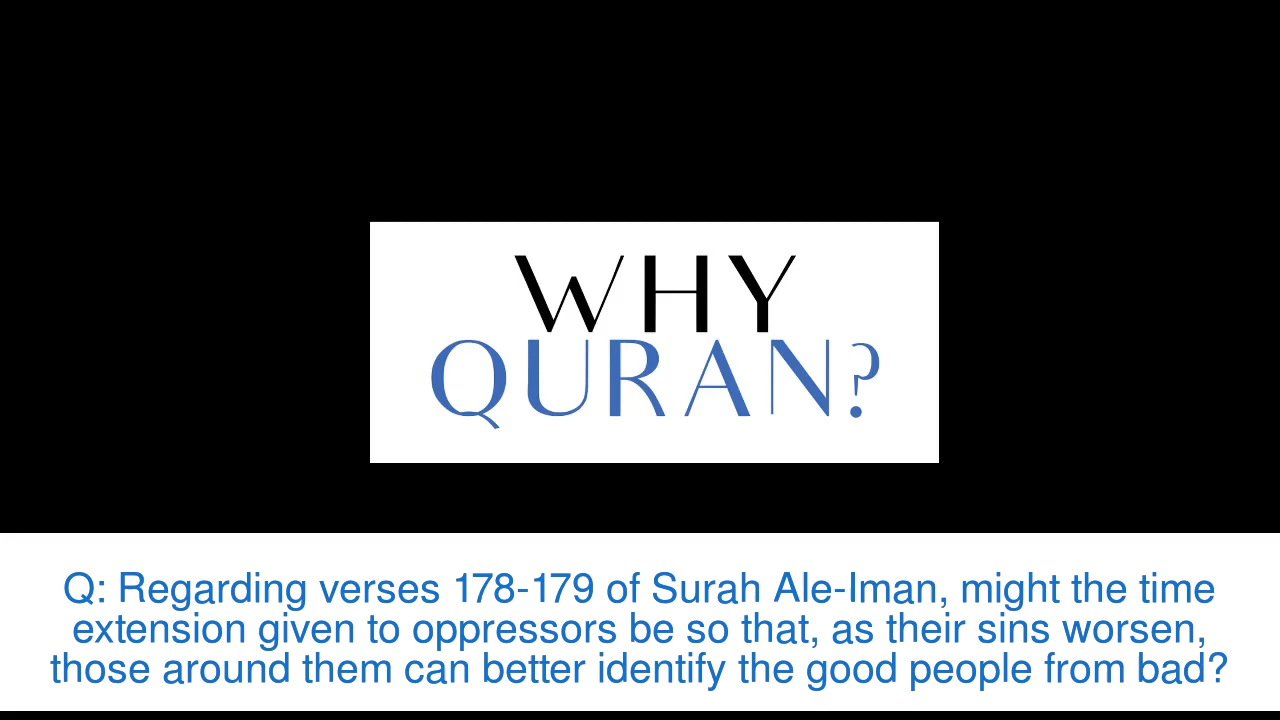 WHY
QURAN?
Q: Regarding verses 178-179 of Surah Ale-Iman, might the time
extension given to oppressors be so that, as their sins worsen,
those around them can better identify the good people from bad?